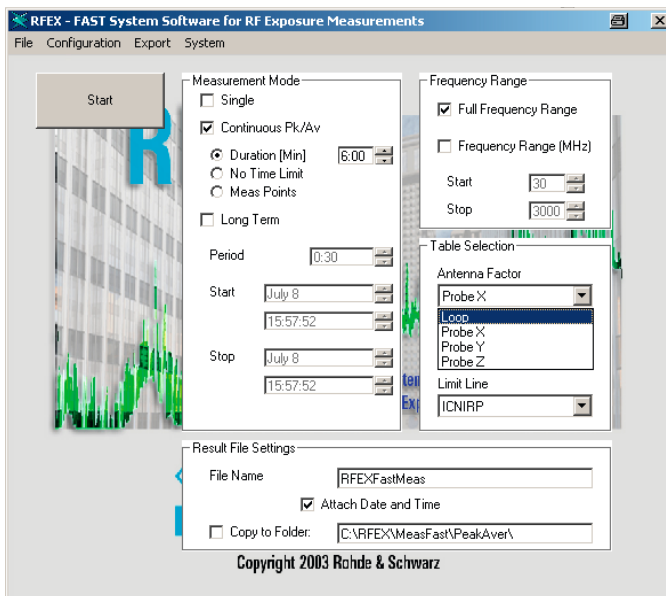 RFEX - FAST System Software for RF Exposure Measurements
File Configuration Export System
Start
Measurement Mode
Single
Continuous Pk/Av
Duration [Min] 6:00
No Time Limit
Meas Points
Long Term
Period 0:30
Start July 8
15:57:52
Stop July 8
15:57:52
Frequency Range
Full Frequency Range
Frequency Range (MHz)
Start 30
Stop 3000
Table Selection
Antenna Factor
Probe X
Loop
Probe X
Probe Y
Probe Z
Limit Line
ICNIRP
Result File Settings
File Name RFEXFastMeas
Attach Date and Time
Copy to Folder: C:\RFEX\MeasFast\PeakAver\
R
Copyright 2003 Rohde & Schwarz